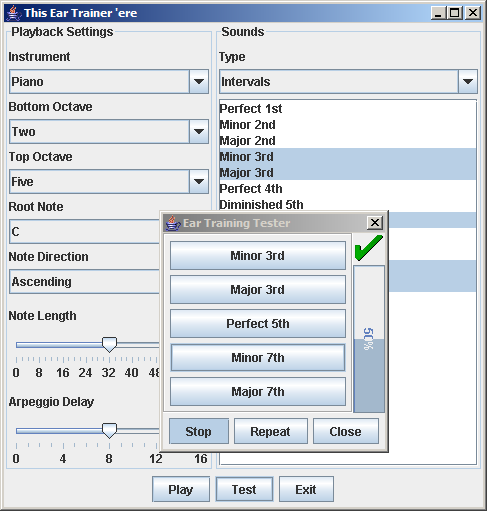 This Ear Trainer 'ere
Playback Settings
Instrument
Piano
Bottom Octave
Two
Top Octave
Five
Root Note
C
Note Direction
Ascending
Note Length
0 8 16 24 32 40 48
Arpeggio Delay
0 4 8 12 16
Sounds
Type
Intervals
Perfect 1st
Minor 2nd
Major 2nd
Minor 3rd
Major 3rd
Perfect 4th
Diminished 5th
Ear Training Tester
Minor 3rd
Major 3rd
Perfect 5th
Minor 7th
Major 7th
50%
Stop Repeat Close
Play Test Exit